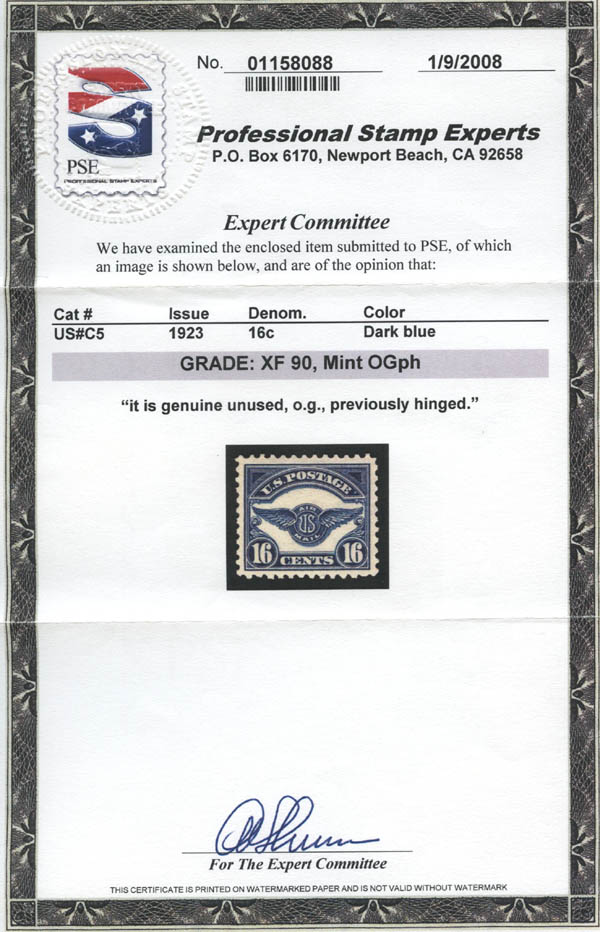 No. 01158088 1/9/2008
PSE
PROFESSIONAL STAMP EXPERTS
Professional Stamp Experts
P.O. Box 6170, Newport Beach, CA 92658
Expert Committee
We have examined the enclosed item submitted to PSE, of which
an image is shown below, and are of the opinion that:
Cat # Issue Denom. Color
US#C5 1923 16c Dark blue
GRADE: XF 90, Mint OGph
“it is genuine unused, o.g., previously hinged.”
U.S. POSTAGE
AIR
US
MAIL
16 CENTS 16
For The Expert Committee
THIS CERTIFICATE IS PRINTED ON WATERMARKED PAPER AND IS NOT VALID WITHOUT WATERMARK